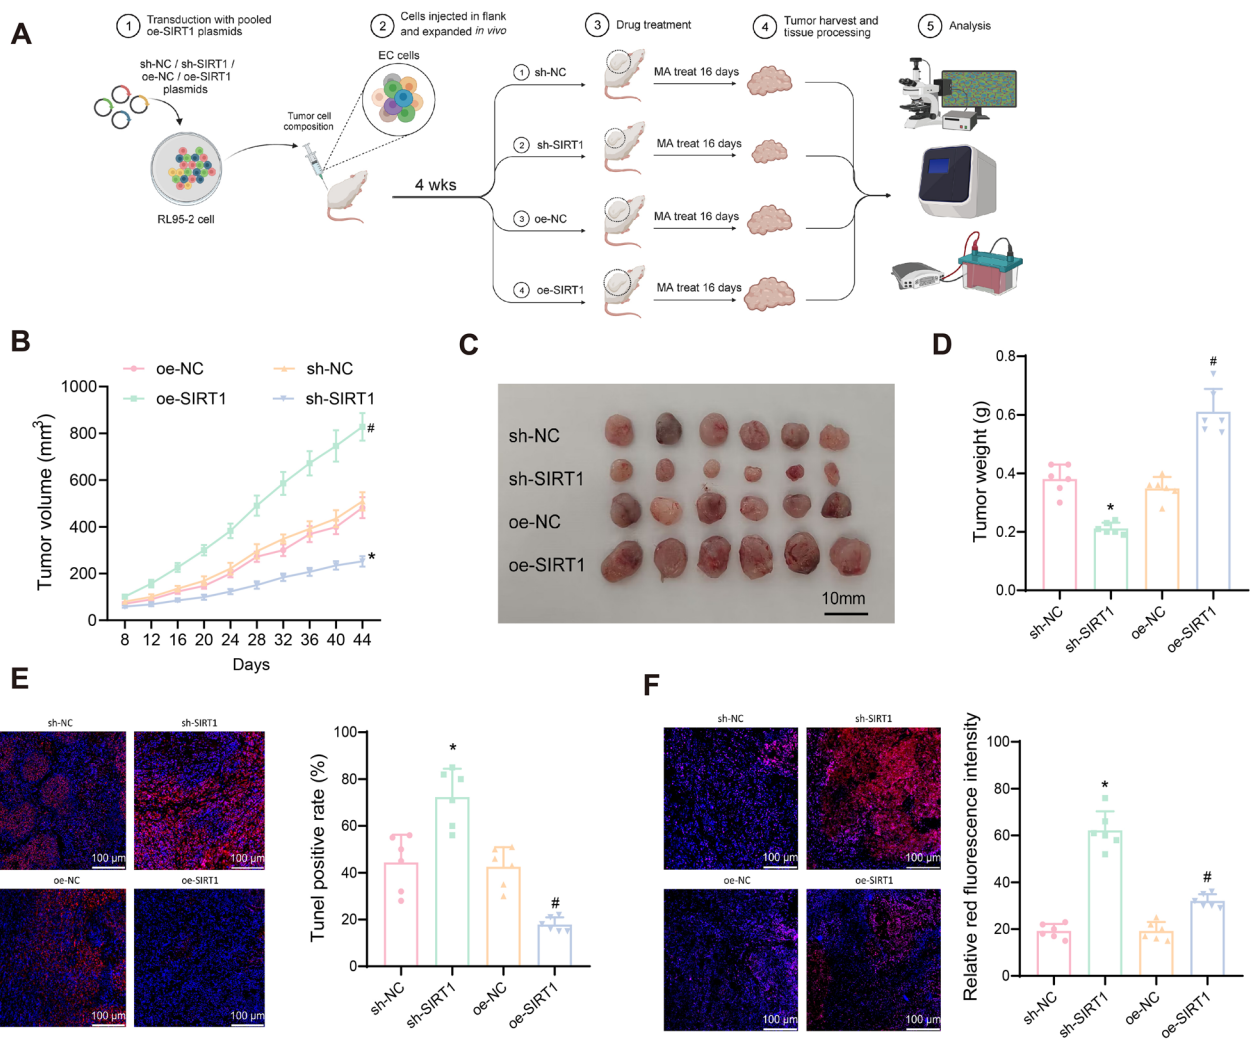 A
1 Transduction with pooled
oe-SIRT1 plasmids
2 Cells injected in flank
and expanded in vivo
3 Drug treatment
4 Tumor harvest and
tissue processing
5 Analysis
sh-NC / sh-SIRT1 /
oe-NC / oe-SIRT1
plasmids
RL95-2 cell
Tumor cell
composition
EC cells
4 wks
1 sh-NC
MA treat 16 days
2 sh-SIRT1
MA treat 16 days
3 oe-NC
MA treat 16 days
4 oe-SIRT1
MA treat 16 days
B
oe-NC
sh-NC
oe-SIRT1
sh-SIRT1
Tumor volume (mm3)
1000
800
600
400
200
0
#
*
8 12 16 20 24 28 32 36 40 44
Days
C
sh-NC
sh-SIRT1
oe-NC
oe-SIRT1
10mm
D
Tumor weight (g)
0.8
0.6
0.4
0.2
0.0
*
#
sh-NC
sh-SIRT1
oe-NC
oe-SIRT1
E
sh-NC
sh-SIRT1
100 μm
100 μm
oe-NC
oe-SIRT1
100 μm
100 μm
Tunel positive rate (%)
100
80
60
40
20
0
*
#
sh-NC
sh-SIRT1
oe-NC
oe-SIRT1
F
sh-NC
sh-SIRT1
100 μm
100 μm
oe-NC
oe-SIRT1
100 μm
100 μm
Relative red fluorescence intensity
100
80
60
40
20
0
*
#
sh-NC
sh-SIRT1
oe-NC
oe-SIRT1